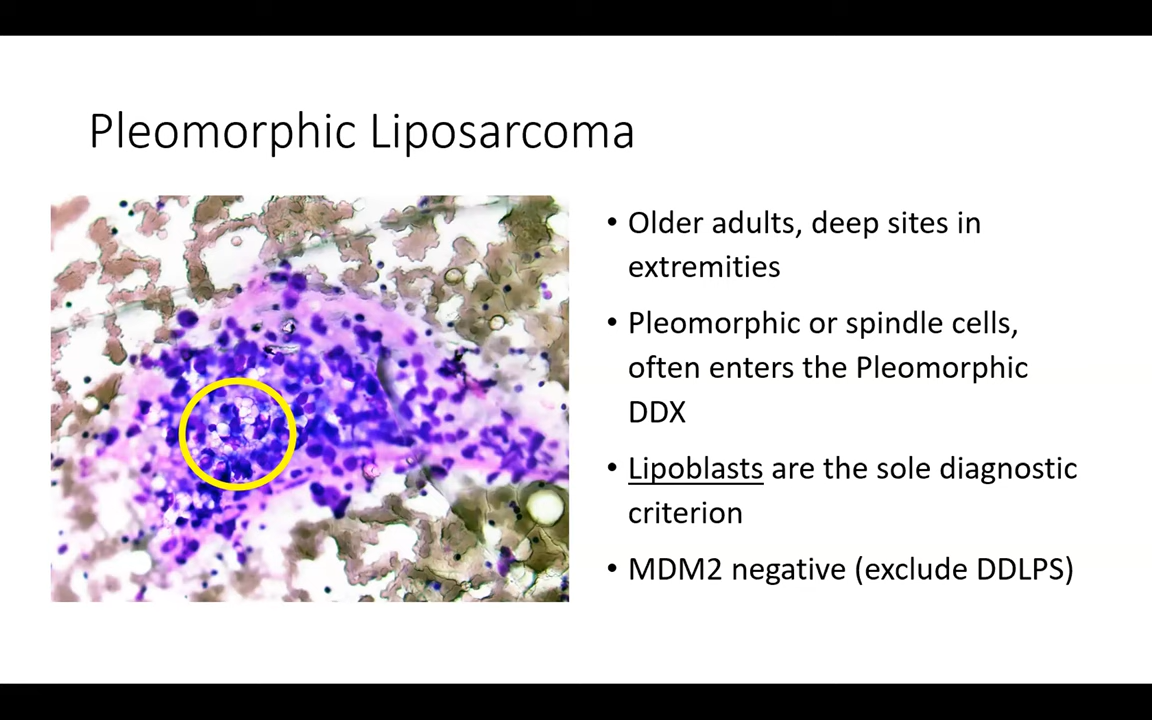 Pleomorphic Liposarcoma
• Older adults, deep sites in
extremities
• Pleomorphic or spindle cells,
often enters the Pleomorphic
DDX
• Lipoblasts are the sole diagnostic
criterion
• MDM2 negative (exclude DDLPS)